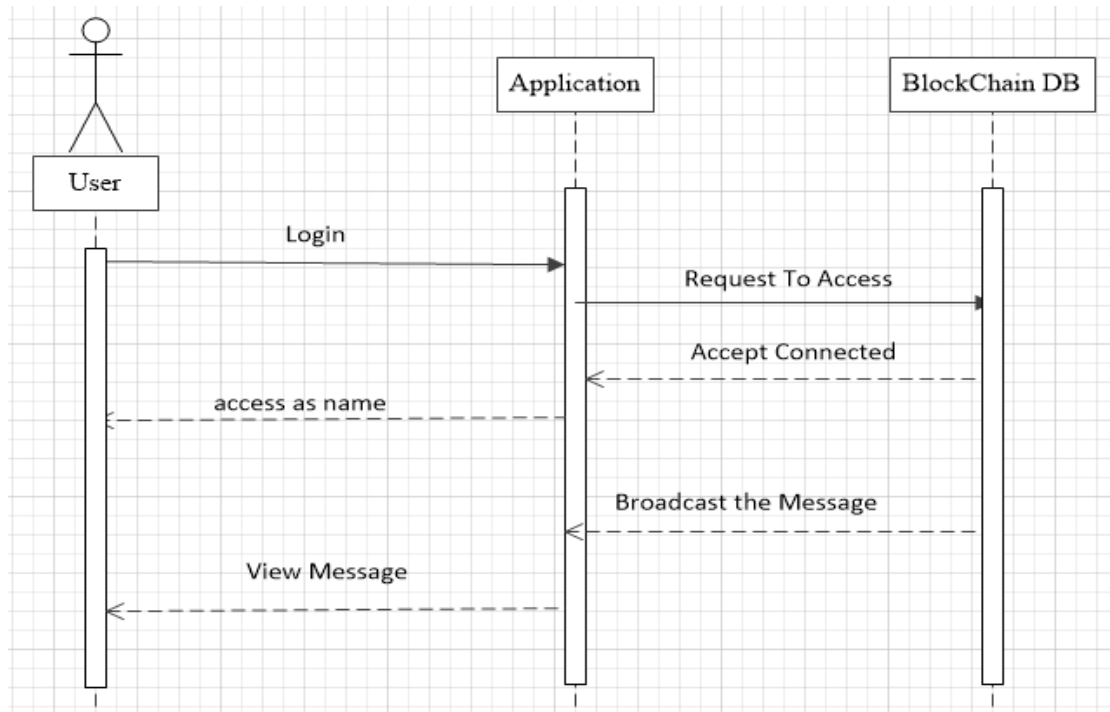 Application
BlockChain DB
User
Login
Request To Access
Accept Connected
access as name
Broadcast the Message
View Message